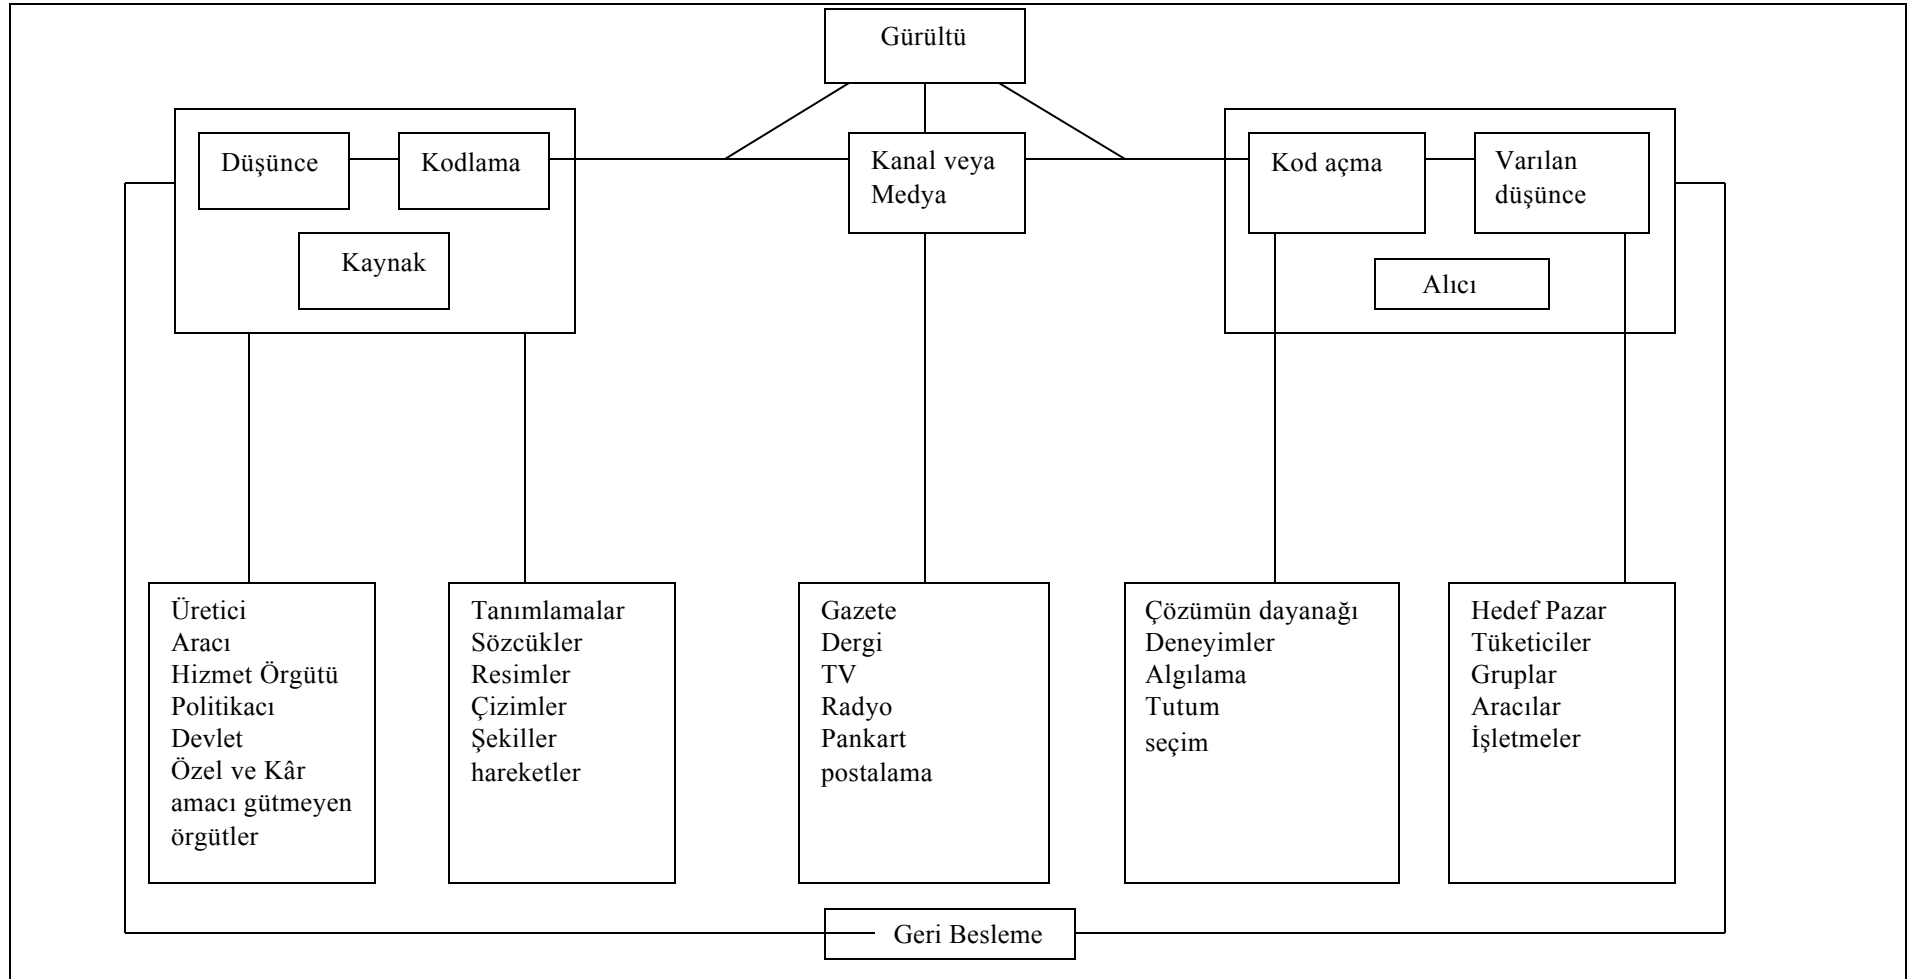 Gürültü
Düşünce
Kodlama
Kaynak
Kanal veya
Medya
Kod açma
Varılan
düşünce
Alıcı
Üretici
Aracı
Hizmet Örgütü
Politikacı
Devlet
Özel ve Kâr
amacı gütmeyen
örgütler
Tanımlamalar
Sözcükler
Resimler
Çizimler
Şekiller
hareketler
Gazete
Dergi
TV
Radyo
Pankart
postalama
Çözümün dayanağı
Deneyimler
Algılama
Tutum
seçim
Hedef Pazar
Tüketiciler
Gruplar
Aracılar
İşletmeler
Geri Besleme